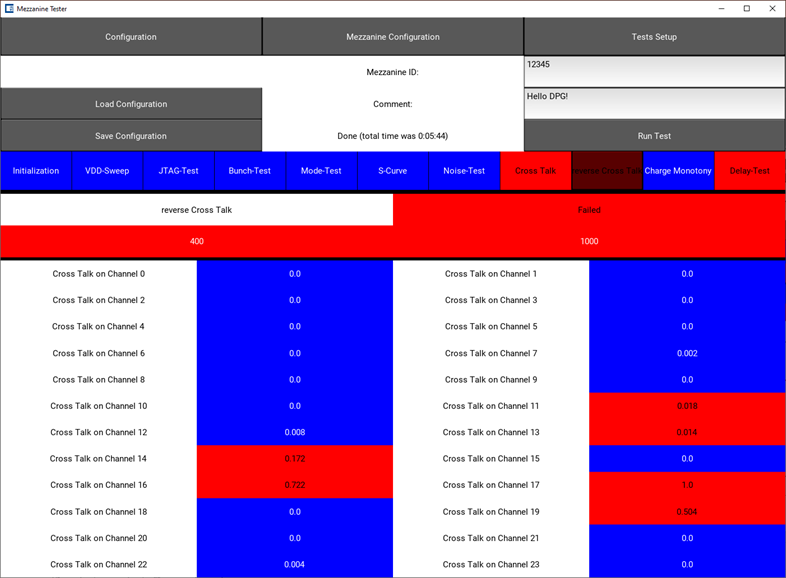 Mezzanine Tester
Configuration
Mezzanine Configuration
Tests Setup
Mezzanine ID:
12345
Load Configuration
Comment:
Hello DPG!
Save Configuration
Done (total time was 0:05:44)
Run Test
Initialization
VDD-Sweep
JTAG-Test
Bunch-Test
Mode-Test
S-Curve
Noise-Test
Cross Talk
reverse Cross Talk
Charge Monotony
Delay-Test
reverse Cross Talk
Failed
400
1000
Cross Talk on Channel 0
0.0
Cross Talk on Channel 1
0.0
Cross Talk on Channel 2
0.0
Cross Talk on Channel 3
0.0
Cross Talk on Channel 4
0.0
Cross Talk on Channel 5
0.0
Cross Talk on Channel 6
0.0
Cross Talk on Channel 7
0.002
Cross Talk on Channel 8
0.0
Cross Talk on Channel 9
0.0
Cross Talk on Channel 10
0.0
Cross Talk on Channel 11
0.018
Cross Talk on Channel 12
0.008
Cross Talk on Channel 13
0.014
Cross Talk on Channel 14
0.172
Cross Talk on Channel 15
0.0
Cross Talk on Channel 16
0.722
Cross Talk on Channel 17
1.0
Cross Talk on Channel 18
0.0
Cross Talk on Channel 19
0.504
Cross Talk on Channel 20
0.0
Cross Talk on Channel 21
0.0
Cross Talk on Channel 22
0.004
Cross Talk on Channel 23
0.0